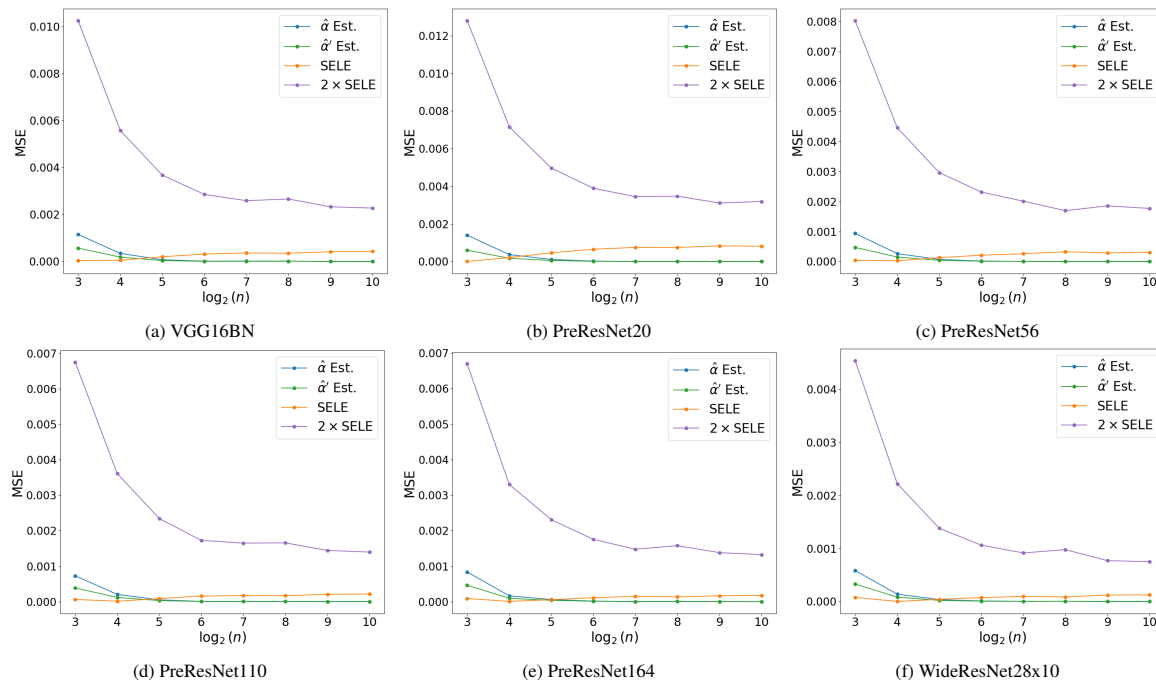 0.010
0.008
0.006
0.004
0.002
0.000
MSE
3 4 5 6 7 8 9 10
log₂ (n)
α̂ Est.
α̂′ Est.
SELE
2 × SELE
(a) VGG16BN
0.012
0.010
0.008
0.006
0.004
0.002
0.000
MSE
3 4 5 6 7 8 9 10
log₂ (n)
α̂ Est.
α̂′ Est.
SELE
2 × SELE
(b) PreResNet20
0.008
0.007
0.006
0.005
0.004
0.003
0.002
0.001
0.000
MSE
3 4 5 6 7 8 9 10
log₂ (n)
α̂ Est.
α̂′ Est.
SELE
2 × SELE
(c) PreResNet56
0.007
0.006
0.005
0.004
0.003
0.002
0.001
0.000
MSE
3 4 5 6 7 8 9 10
log₂ (n)
α̂ Est.
α̂′ Est.
SELE
2 × SELE
(d) PreResNet110
0.007
0.006
0.005
0.004
0.003
0.002
0.001
0.000
MSE
3 4 5 6 7 8 9 10
log₂ (n)
α̂ Est.
α̂′ Est.
SELE
2 × SELE
(e) PreResNet164
0.004
0.003
0.002
0.001
0.000
MSE
3 4 5 6 7 8 9 10
log₂ (n)
α̂ Est.
α̂′ Est.
SELE
2 × SELE
(f) WideResNet28x10